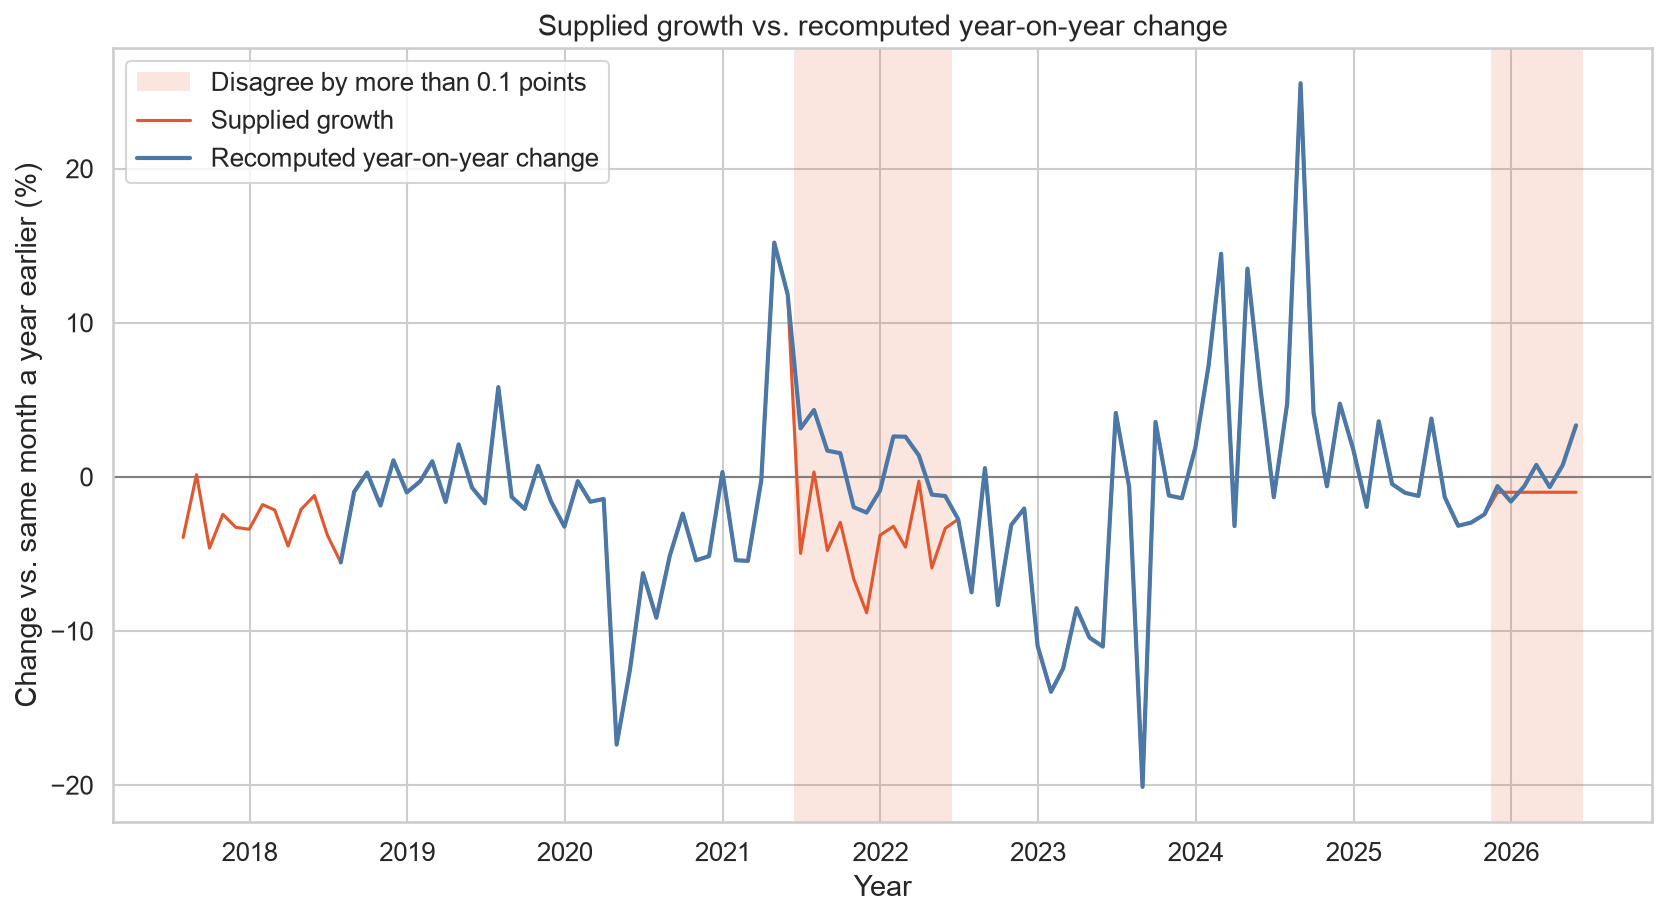 Supplied growth vs. recomputed year-on-year change
Disagree by more than 0.1 points
Supplied growth
Recomputed year-on-year change
Change vs. same month a year earlier (%)
20
10
0
−10
−20
2018
2019
2020
2021
2022
2023
2024
2025
2026
Year